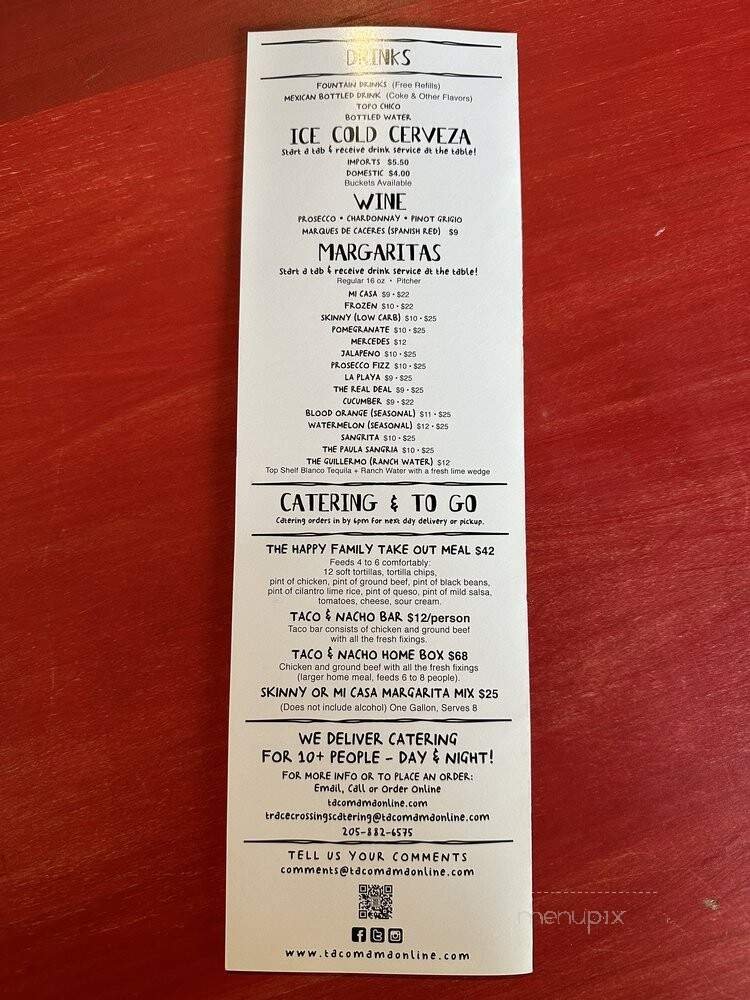 DRINKS
FOUNTAIN DRINKS (Free Refills)
MEXICAN BOTTLED DRINK (Coke & Other Flavors)
TOPO CHICO
BOTTLED WATER
ICE COLD CERVEZA
Start a tab & receive drink service at the table!
IMPORTS $5.50
DOMESTIC $4.00
Buckets Available
WINE
PROSECCO • CHARDONNAY • PINOT GRIGIO
MARQUES DE CACERES (SPANISH RED) $9
MARGARITAS
Start a tab & receive drink service at the table!
Regular 16 oz • Pitcher
MI CASA $9 • $22
FROZEN $10 • $22
SKINNY (LOW CARB) $10 • $25
POMEGRANATE $10 • $25
MERCEDES $12
JALAPENO $10 • $25
PROSECCO FIZZ $10 • $25
LA PLAYA $9 • $25
THE REAL DEAL $9 • $25
CUCUMBER $9 • $22
BLOOD ORANGE (SEASONAL) $11 • $25
WATERMELON (SEASONAL) $12 • $25
SANGRITA $10 • $25
THE PAULA SANGRIA $10 • $25
THE GUILLERMO (RANCH WATER) $12
Top Shelf Blanco Tequila + Ranch Water with a fresh lime wedge
CATERING & TO GO
Catering orders in by 6pm for next day delivery or pickup.
THE HAPPY FAMILY TAKE OUT MEAL $42
Feeds 4 to 6 comfortably:
12 soft tortillas, tortilla chips,
pint of chicken, pint of ground beef, pint of black beans,
pint of cilantro lime rice, pint of queso, pint of mild salsa,
tomatoes, cheese, sour cream.
TACO & NACHO BAR $12/person
Taco bar consists of chicken and ground beef
with all the fresh fixings.
TACO & NACHO HOME BOX $68
Chicken and ground beef with all the fresh fixings
(larger home meal, feeds 6 to 8 people).
SKINNY OR MI CASA MARGARITA MIX $25
(Does not include alcohol) One Gallon, Serves 8
WE DELIVER CATERING
FOR 10+ PEOPLE - DAY & NIGHT!
FOR MORE INFO OR TO PLACE AN ORDER:
Email, Call or Order Online
tacomamaonline.com
tracecrossingscatering@tacomamaonline.com
205-882-6575
TELL US YOUR COMMENTS
comments@tacomamaonline.com
www.tacomamaonline.com
menupix